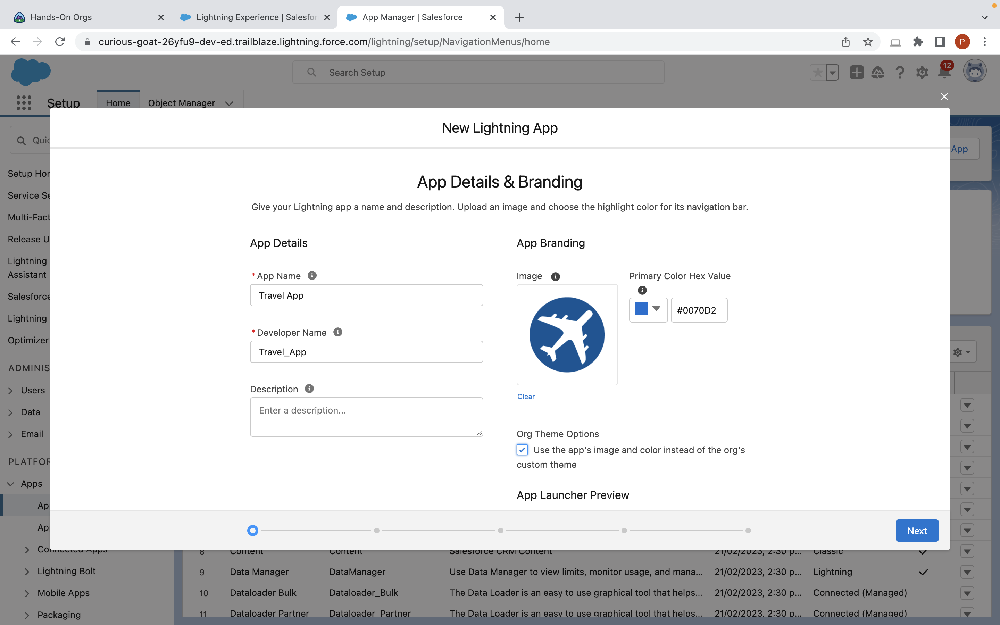 Hands-On Orgs
Lightning Experience | Salesfor
App Manager | Salesforce
curious-goat-26yfu9-dev-ed.trailblaze.lightning.force.com/lightning/setup/NavigationMenus/home
P
Search Setup
12
Setup
Home
Object Manager
New Lightning App
Quic
App
App Details & Branding
Give your Lightning app a name and description. Upload an image and choose the highlight color for its navigation bar.
Setup Hom
Service Se
Multi-Fact
Release U
Lightning
Assistant
Salesforce
Lightning
Optimizer
ADMINIS
Users
Data
Email
PLATFOR
Apps
App
App
Connected Apps
Lightning Bolt
Mobile Apps
Packaging
App Details
*App Name
Travel App
*Developer Name
Travel_App
Description
Enter a description...
App Branding
Image
Primary Color Hex Value
#0070D2
Clear
Org Theme Options
Use the app's image and color instead of the org's
custom theme
App Launcher Preview
Next
8 Content Content Salesforce CRM Content 21/02/2023, 2:30 p... Classic
9 Data Manager DataManager Use Data Manager to view limits, monitor usage, and mana... 21/02/2023, 2:30 p... Lightning
10 Dataloader Bulk Dataloader_Bulk The Data Loader is an easy to use graphical tool that helps... 21/02/2023, 2:30 p... Connected (Managed)
11 Dataloader Partner Dataloader_Partner The Data Loader is an easy to use graphical tool that helps... 21/02/2023, 2:30 p... Connected (Managed)